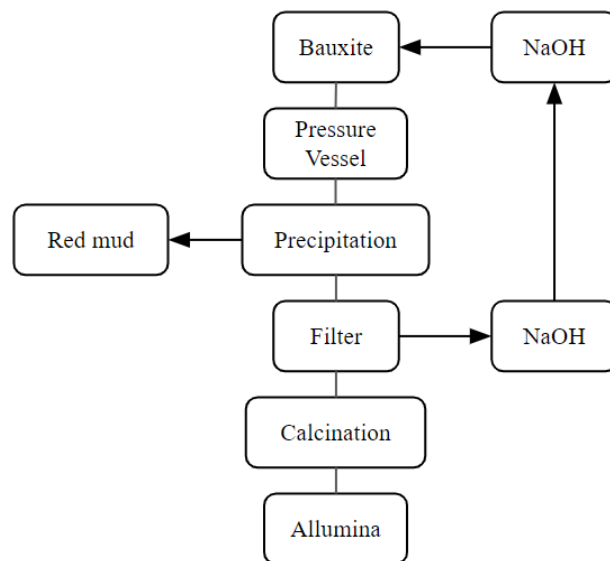 Bauxite
NaOH
Pressure
Vessel
Red mud
Precipitation
Filter
NaOH
Calcination
Allumina